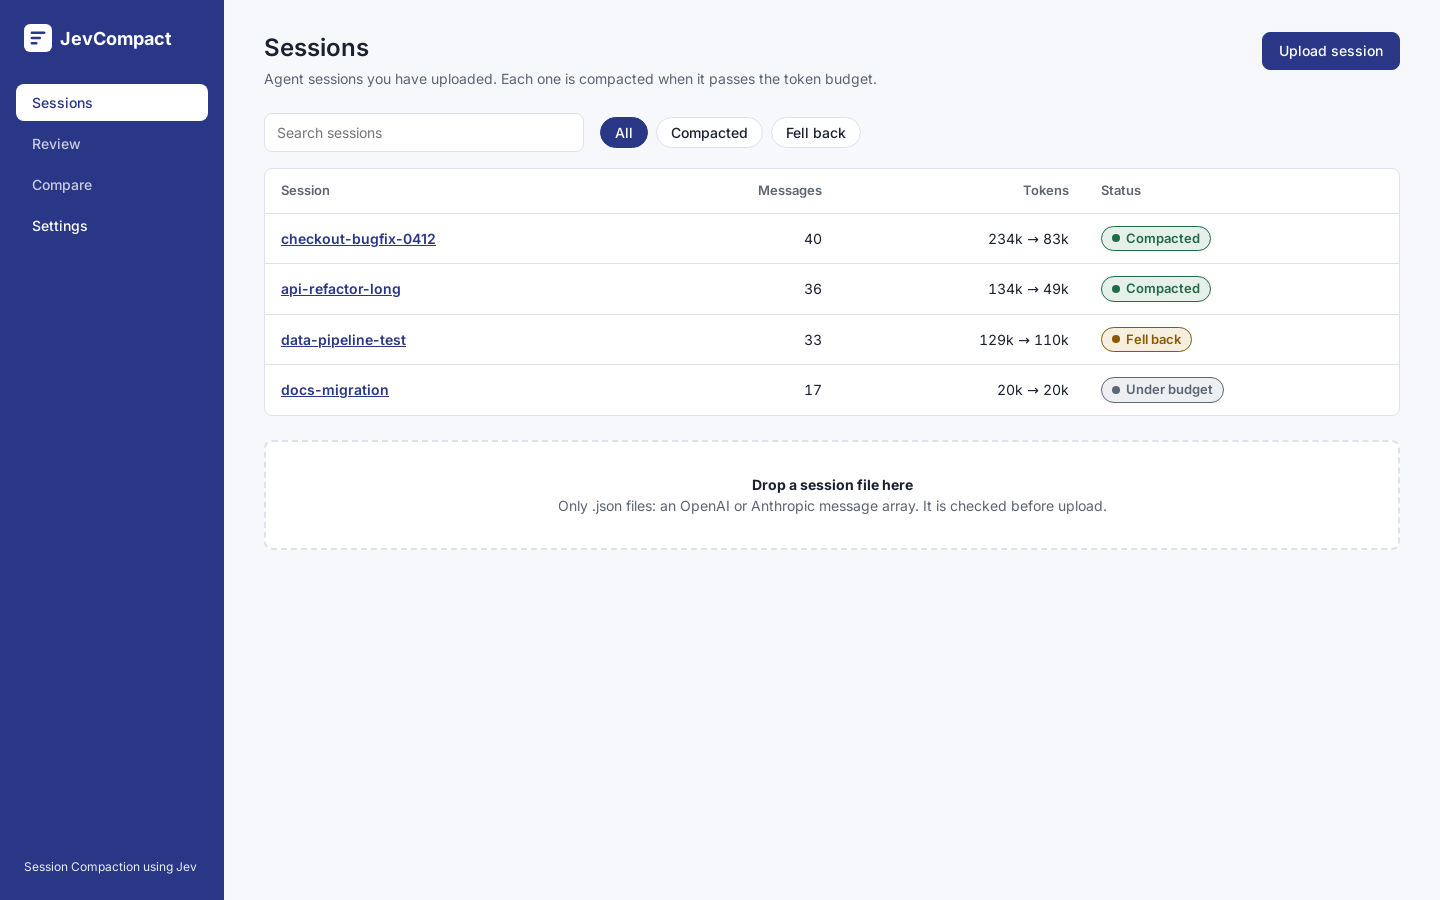 JevCompact
Sessions
Review
Compare
Settings
Session Compaction using Jev
Sessions
Agent sessions you have uploaded. Each one is compacted when it passes the token budget.
Upload session
Search sessions
All Compacted Fell back
Session Messages Tokens Status
checkout-bugfix-0412 40 234k → 83k Compacted
api-refactor-long 36 134k → 49k Compacted
data-pipeline-test 33 129k → 110k Fell back
docs-migration 17 20k → 20k Under budget
Drop a session file here
Only .json files: an OpenAI or Anthropic message array. It is checked before upload.